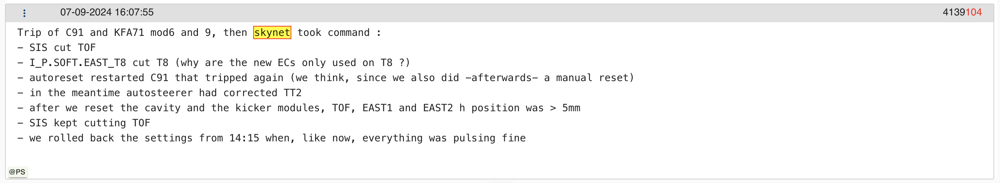 07-09-2024 16:07:55 4139104
Trip of C91 and KFA71 mod6 and 9, then skynet took command :
- SIS cut TOF
- I_P.SOFT.EAST_T8 cut T8 (why are the new ECs only used on T8 ?)
- autoreset restarted C91 that tripped again (we think, since we also did -afterwards- a manual reset)
- in the meantime autosteerer had corrected TT2
- after we reset the cavity and the kicker modules, TOF, EAST1 and EAST2 h position was > 5mm
- SIS kept cutting TOF
- we rolled back the settings from 14:15 when, like now, everything was pulsing fine
@PS